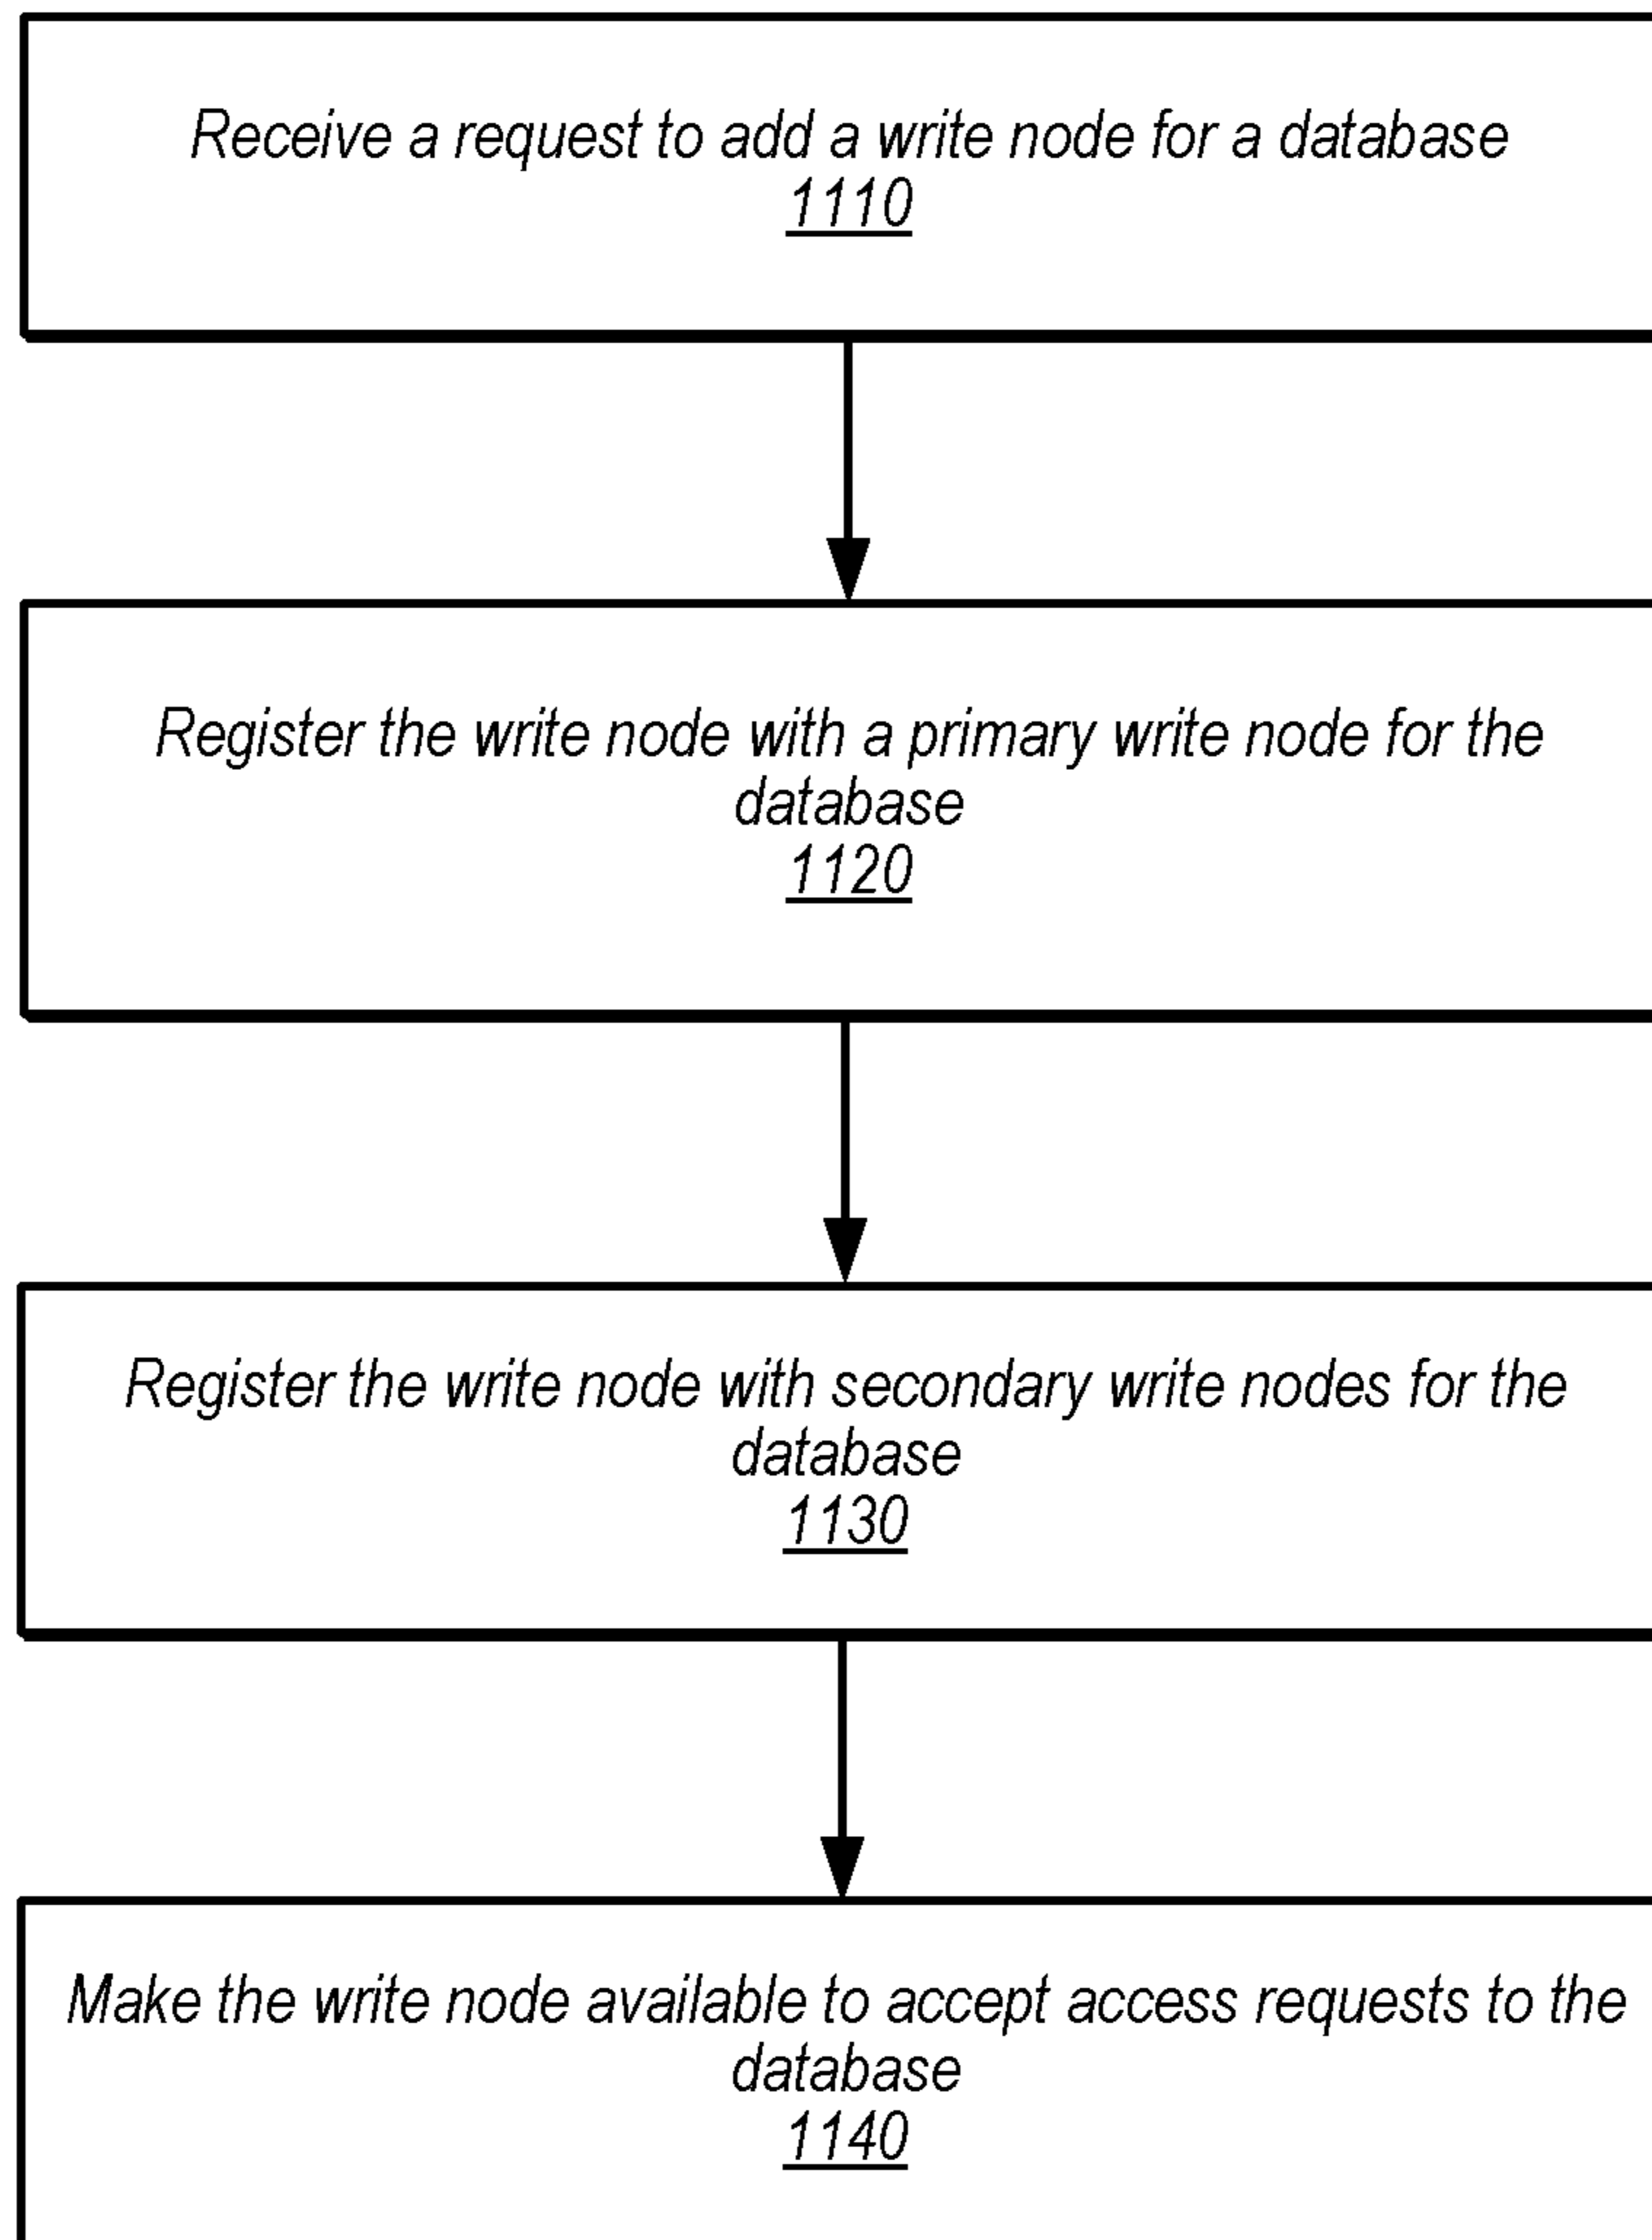 Receive a request to add a write node for a database
1110
Register the write node with a primary write node for the
database
1120
Register the write node with secondary write nodes for the
database
1130
Make the write node available to accept access requests to the
database
1140